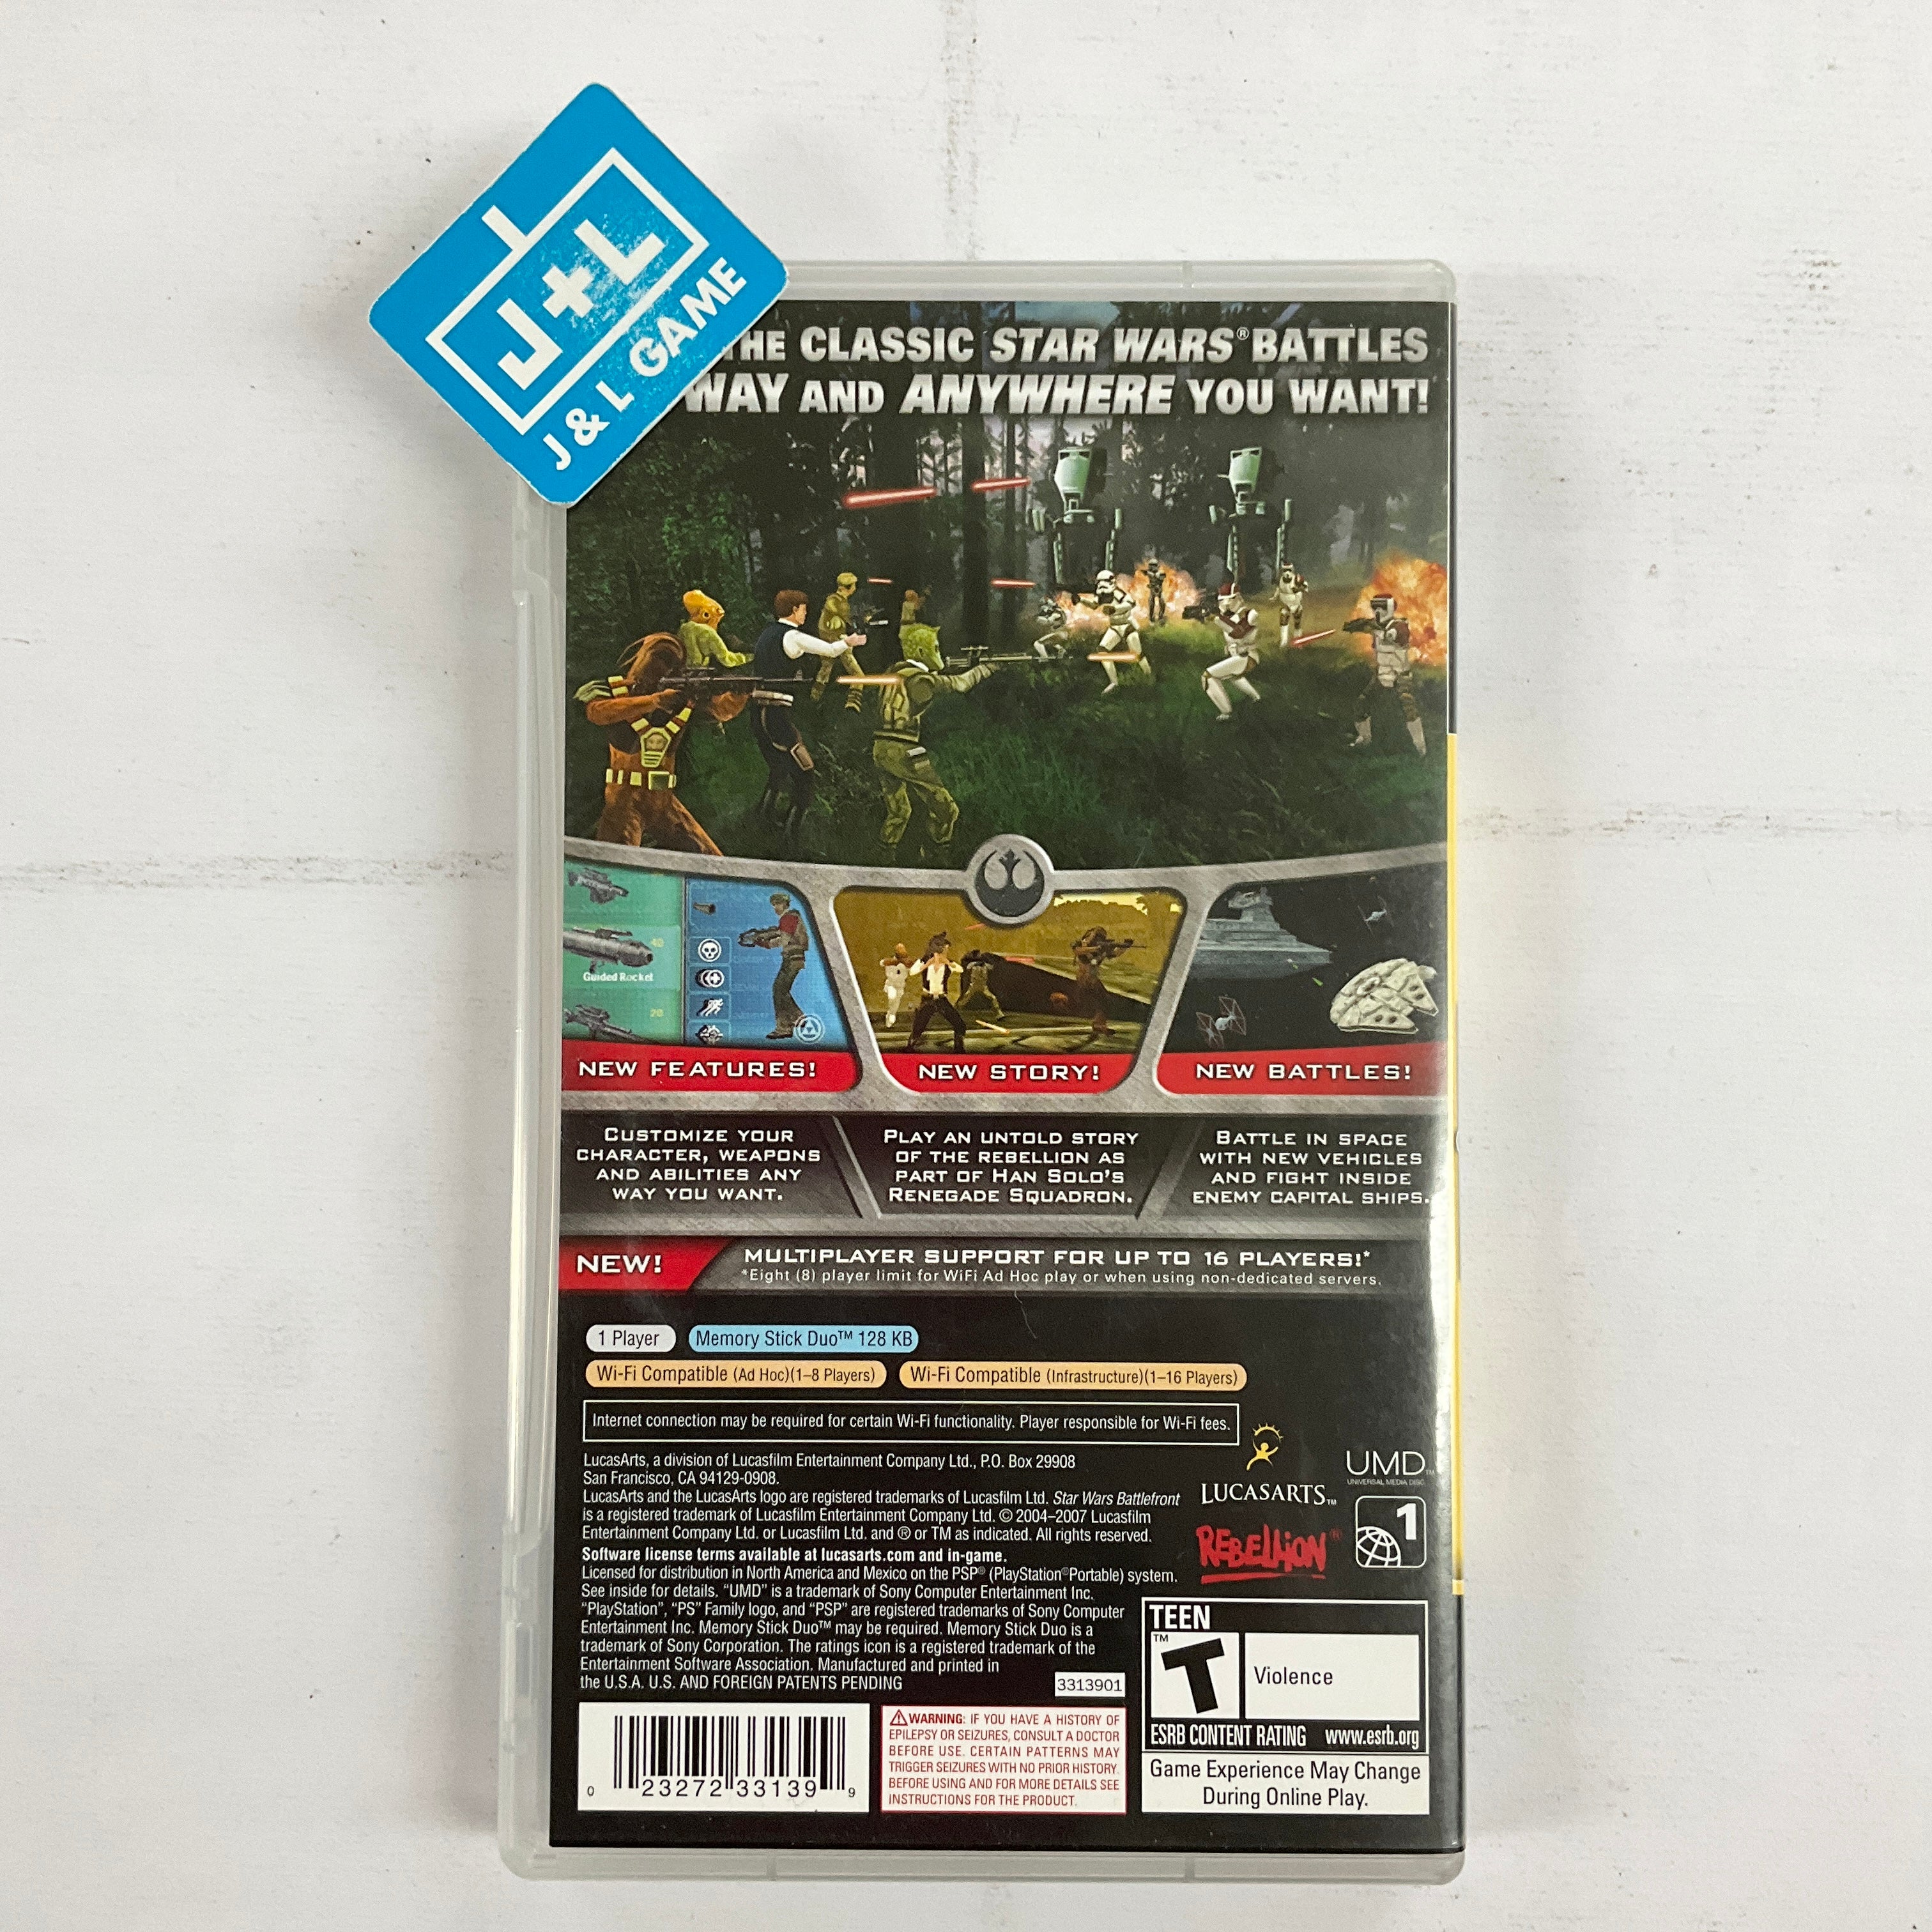 J+L
J & L GAME
THE CLASSIC STAR WARS® BATTLES
WAY AND ANYWHERE YOU WANT!
40
Guided Rocket
20
NEW FEATURES!
NEW STORY!
NEW BATTLES!
CUSTOMIZE YOUR
CHARACTER, WEAPONS
AND ABILITIES ANY
WAY YOU WANT.
PLAY AN UNTOLD STORY
OF THE REBELLION AS
PART OF HAN SOLO'S
RENEGADE SQUADRON.
BATTLE IN SPACE
WITH NEW VEHICLES
AND FIGHT INSIDE
ENEMY CAPITAL SHIPS.
NEW!
MULTIPLAYER SUPPORT FOR UP TO 16 PLAYERS!*
*Eight (8) player limit for WiFi Ad Hoc play or when using non-dedicated servers.
1 Player
Memory Stick Duo™ 128 KB
Wi-Fi Compatible (Ad Hoc)(1–8 Players)
Wi-Fi Compatible (Infrastructure)(1–16 Players)
Internet connection may be required for certain Wi-Fi functionality. Player responsible for Wi-Fi fees.
LucasArts, a division of Lucasfilm Entertainment Company Ltd., P.O. Box 29908
San Francisco, CA 94129-0908.
LucasArts and the LucasArts logo are registered trademarks of Lucasfilm Ltd. Star Wars Battlefront
is a registered trademark of Lucasfilm Entertainment Company Ltd. © 2004–2007 Lucasfilm
Entertainment Company Ltd. or Lucasfilm Ltd. and ® or TM as indicated. All rights reserved.
Software license terms available at lucasarts.com and in-game.
Licensed for distribution in North America and Mexico on the PSP® (PlayStation®Portable) system.
See inside for details. “UMD” is a trademark of Sony Computer Entertainment Inc.
“PlayStation”, “PS” Family logo, and “PSP” are registered trademarks of Sony Computer
Entertainment Inc. Memory Stick Duo™ may be required. Memory Stick Duo is a
trademark of Sony Corporation. The ratings icon is a registered trademark of the
Entertainment Software Association. Manufactured and printed in
the U.S.A. U.S. AND FOREIGN PATENTS PENDING
3313901
LUCASARTS™
REBELLION®
UMD™
UNIVERSAL MEDIA DISC
1
TEEN
T™
Violence
ESRB CONTENT RATING www.esrb.org
Game Experience May Change
During Online Play.
0 23272 33139 9
WARNING: IF YOU HAVE A HISTORY OF
EPILEPSY OR SEIZURES, CONSULT A DOCTOR
BEFORE USE. CERTAIN PATTERNS MAY
TRIGGER SEIZURES WITH NO PRIOR HISTORY.
BEFORE USING AND FOR MORE DETAILS SEE
INSTRUCTIONS FOR THE PRODUCT.